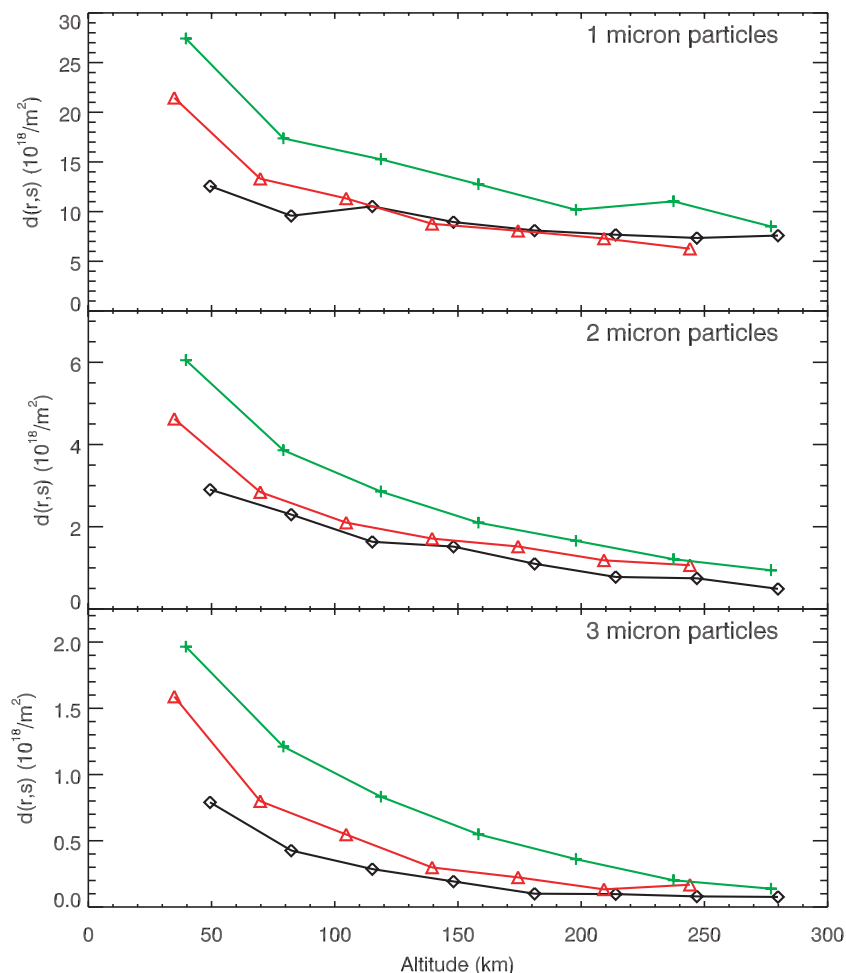 1 micron particles
30
25
20
15
10
5
0
d(r,s) (10^18/m^2)
2 micron particles
6
4
2
0
d(r,s) (10^18/m^2)
3 micron particles
2.0
1.5
1.0
0.5
0.0
d(r,s) (10^18/m^2)
0 50 100 150 200 250 300
Altitude (km)